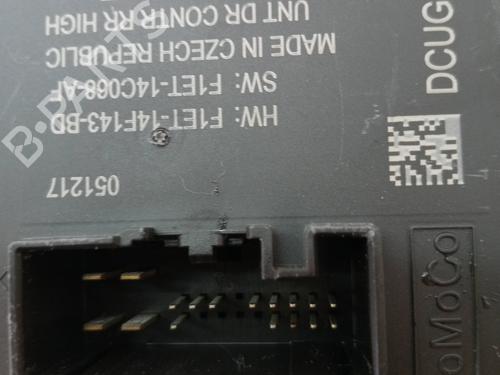 UNT DR CONTR RR HIGH
MADE IN CZECH REPUBLIC
SW: F1ET-14C068-AF
HW: F1ET-14F143-BD
051217
DCUG
oMoCo
B-PARTS